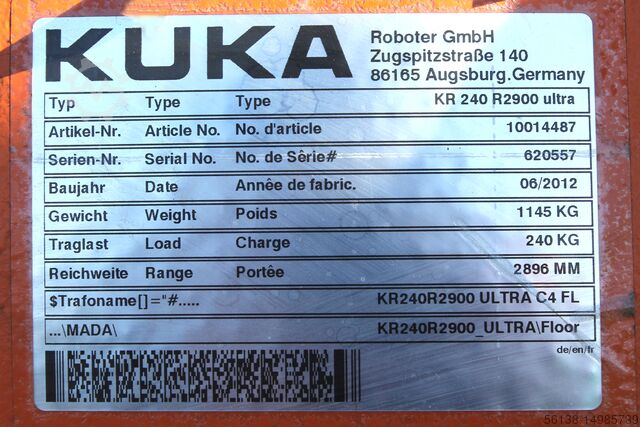 KUKA
Roboter GmbH
Zugspitzstraße 140
86165 Augsburg.Germany
Typ Type Type KR 240 R2900 ultra
Artikel-Nr. Article No. No. d'article 10014487
Serien-Nr. Serial No. No. de Sêrie# 620557
Baujahr Date Annêe de fabric. 06/2012
Gewicht Weight Poids 1145 KG
Traglast Load Charge 240 KG
Reichweite Range Portêe 2896 MM
$Trafoname[]="#..... KR240R2900 ULTRA C4 FL
...\MADA\ KR240R2900_ULTRA\Floor
de/en/fr
56138 14985789